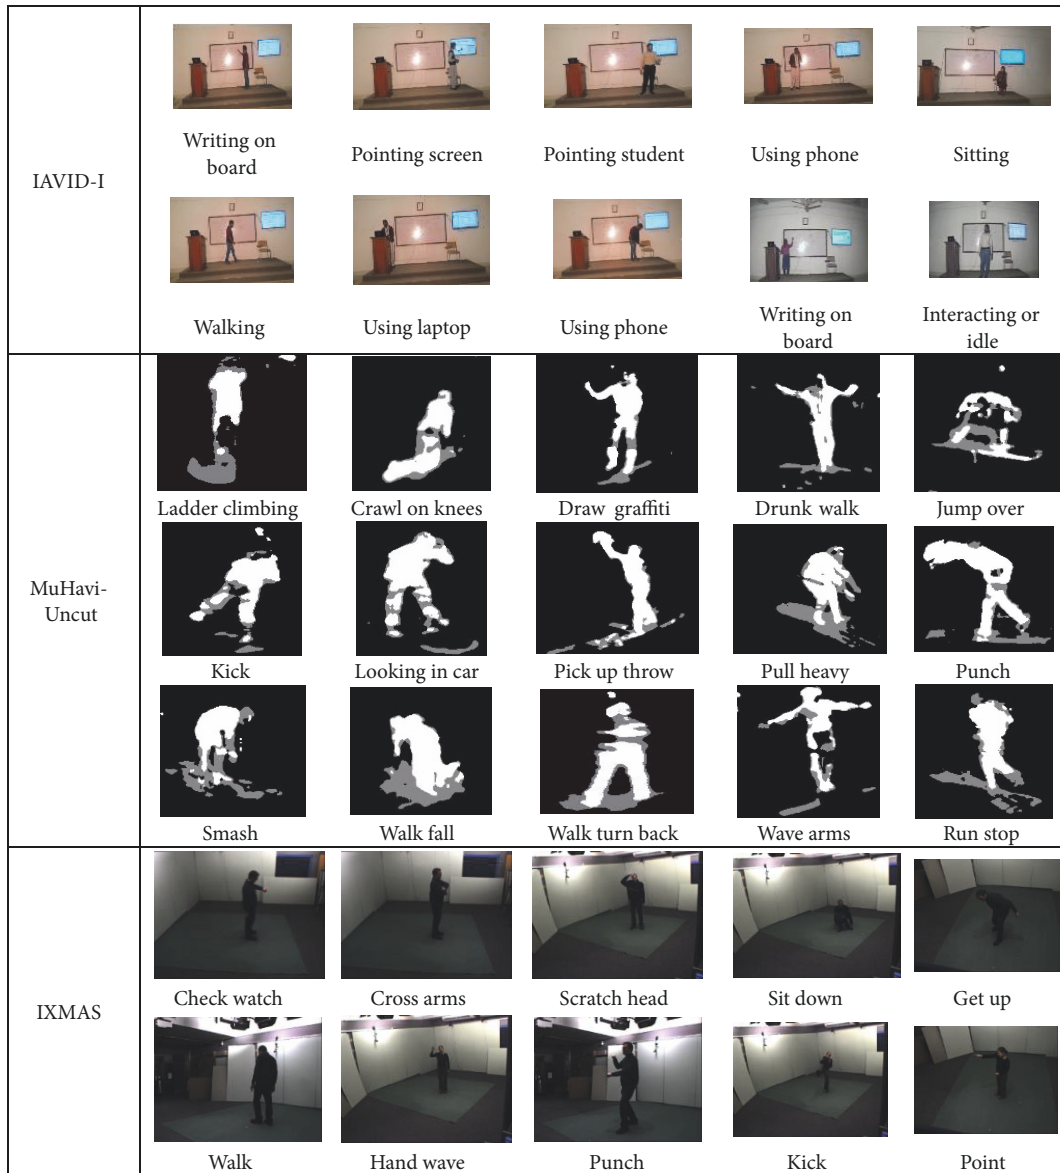 IAVID-I
Writing on
board
Pointing screen
Pointing student
Using phone
Sitting
Walking
Using laptop
Using phone
Writing on
board
Interacting or
idle
MuHavi-
Uncut
Ladder climbing
Crawl on knees
Draw graffiti
Drunk walk
Jump over
Kick
Looking in car
Pick up throw
Pull heavy
Punch
Smash
Walk fall
Walk turn back
Wave arms
Run stop
IXMAS
Check watch
Cross arms
Scratch head
Sit down
Get up
Walk
Hand wave
Punch
Kick
Point